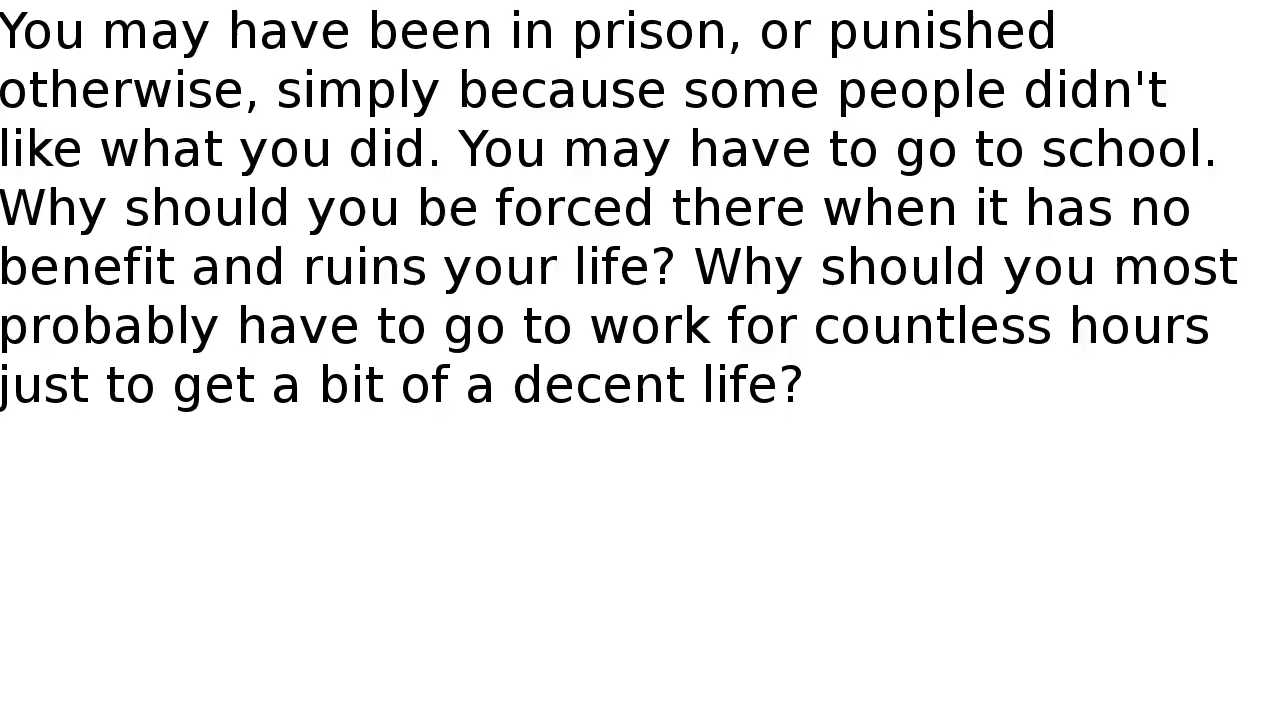 You may have been in prison, or punished
otherwise, simply because some people didn't
like what you did. You may have to go to school.
Why should you be forced there when it has no
benefit and ruins your life? Why should you most
probably have to go to work for countless hours
just to get a bit of a decent life?